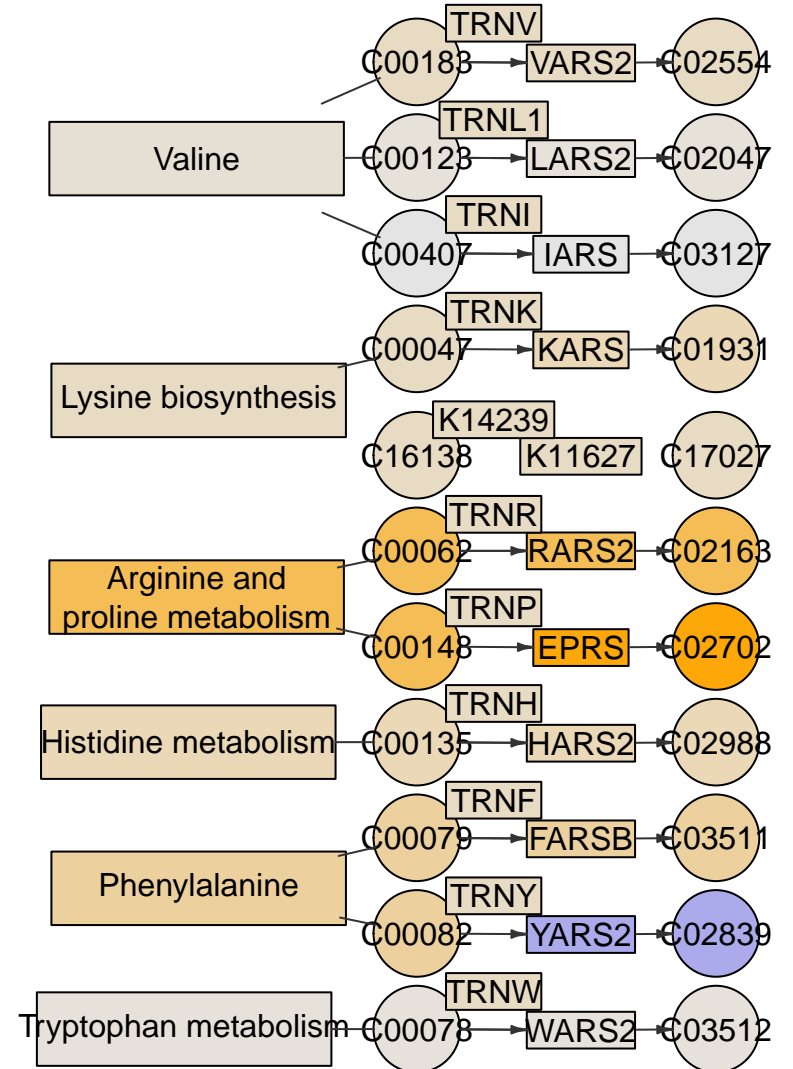 TRNV
C00183 VARS2 C02554
TRNL1
Valine C00123 LARS2 C02047
TRNI
C00407 IARS C03127
TRNK
C00047 KARS C01931
Lysine biosynthesis
K14239
C16138 K11627 C17027
TRNR
C00062 RARS2 C02163
Arginine and
proline metabolism
TRNP
C00148 EPRS C02702
TRNH
Histidine metabolism C00135 HARS2 C02988
TRNF
C00079 FARSB C03511
Phenylalanine
TRNY
C00082 YARS2 C02839
TRNW
Tryptophan metabolism C00078 WARS2 C03512